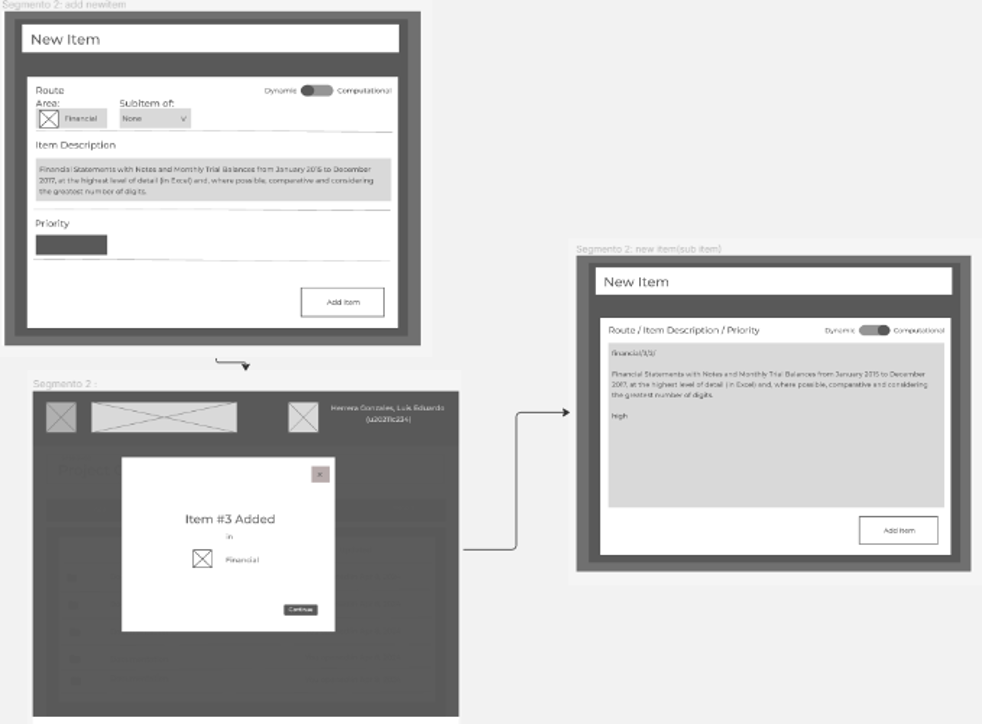 Segmento 2: add newitem
New Item
Route
Dynamic Computational
Area: SubItem of:
Financial None
Item Description
Financial Statements with Notes and Monthly Trial Balances from January 2015 to December
2017, at the highest level of detail (in Excel) and, where possible, comparative and considering
the greatest number of digits.
Priority
Add Item
Segmento 2 :
Herrera Gonzales, Luis Eduardo
Item #3 Added
in
Financial
Continue
Segmento 2: new item(sub item)
New Item
Route / Item Description / Priority Dynamic Computational
Financial Statements with Notes and Monthly Trial Balances from January 2015 to December
2017, at the highest level of detail (in Excel) and, where possible, comparative and considering
the greatest number of digits.
high
Add Item